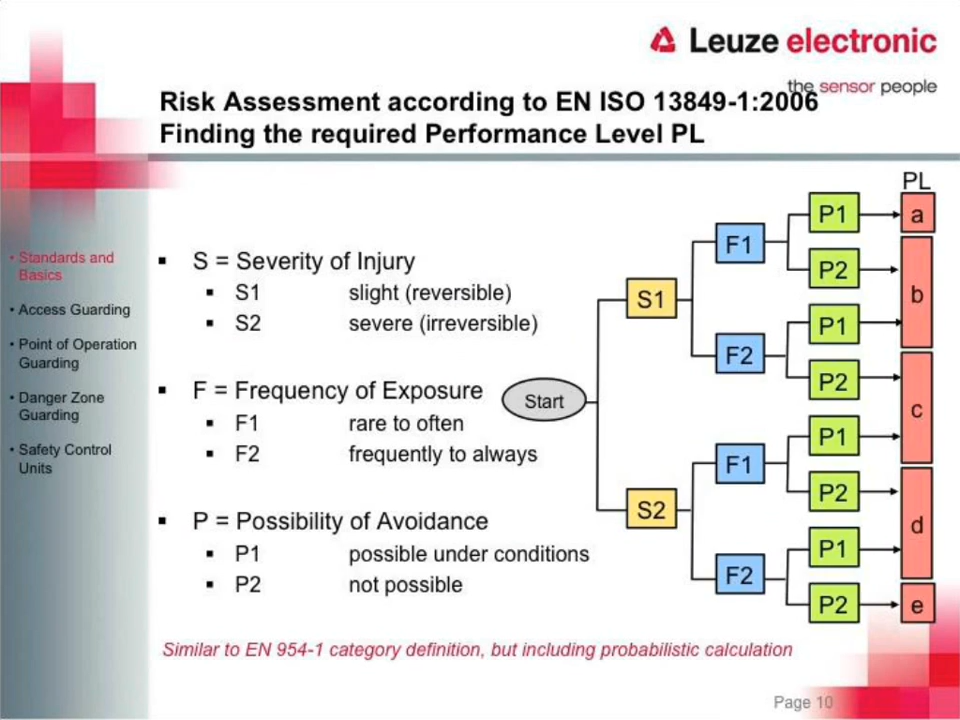 Leuze electronic
the sensor people
Risk Assessment according to EN ISO 13849-1:2006
Finding the required Performance Level PL
• Standards and
Basics
• Access Guarding
• Point of Operation
Guarding
• Danger Zone
Guarding
• Safety Control
Units
▪ S = Severity of Injury
▪ S1 slight (reversible)
▪ S2 severe (irreversible)
▪ F = Frequency of Exposure
▪ F1 rare to often
▪ F2 frequently to always
▪ P = Possibility of Avoidance
▪ P1 possible under conditions
▪ P2 not possible
Start
S1
S2
F1
F2
F1
F2
P1
P2
P1
P2
P1
P2
P1
P2
PL
a
b
c
d
e
Similar to EN 954-1 category definition, but including probabilistic calculation
Page 10